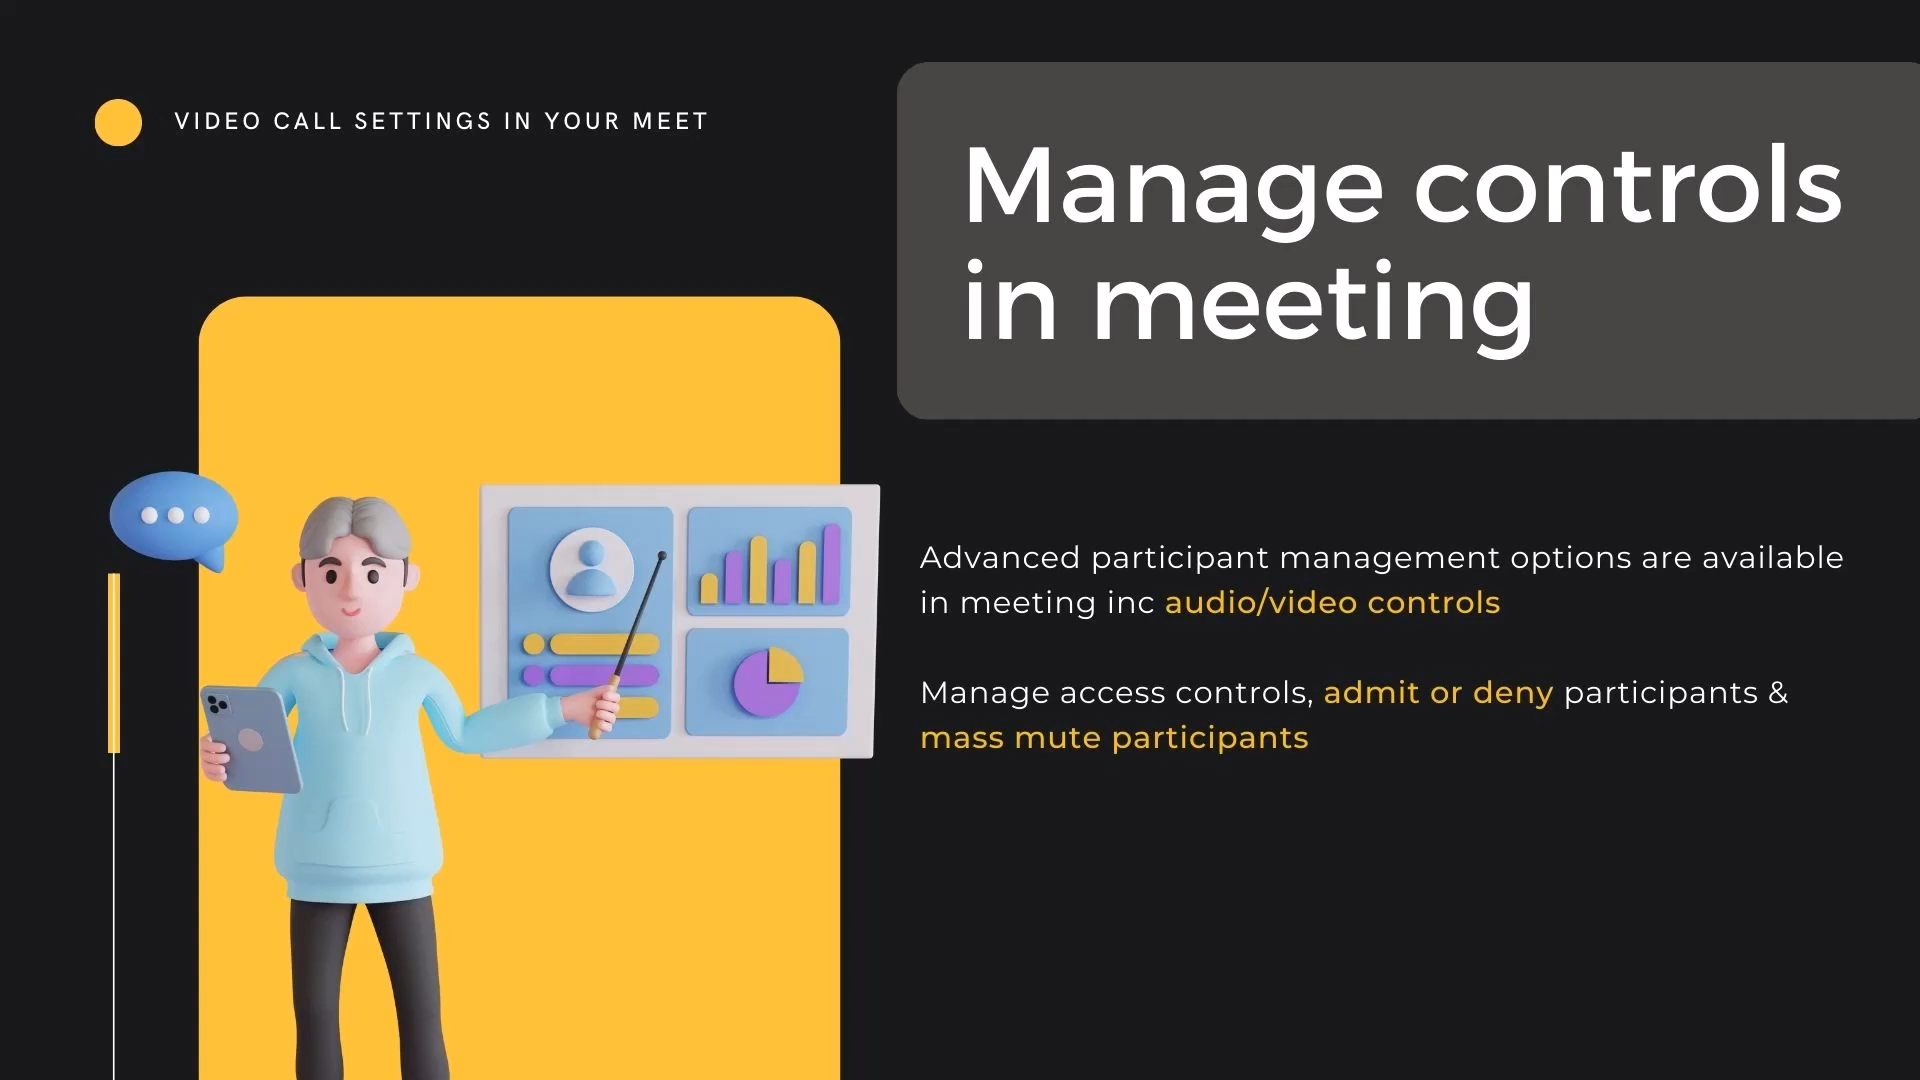 VIDEO CALL SETTINGS IN YOUR MEET
Manage controls
in meeting
Advanced participant management options are available
in meeting inc audio/video controls
Manage access controls, admit or deny participants &
mass mute participants